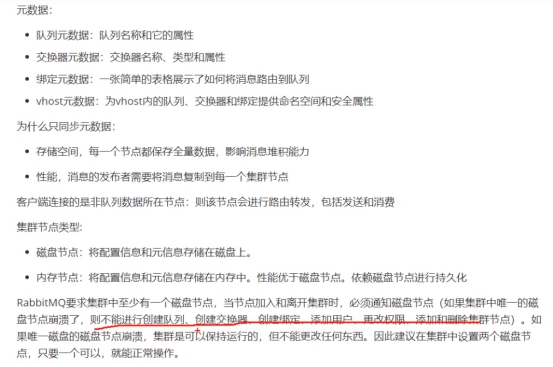 元数据：
队列元数据：队列名称和它的属性
交换器元数据：交换器名称、类型和属性
绑定元数据：一张简单的表格展示了如何将消息路由到队列
vhost元数据：为vhost内的队列、交换器和绑定提供命名空间和安全属性
为什么只同步元数据：
存储空间，每一个节点都保存全量数据，影响消息堆积能力
性能，消息的发布者需要将消息复制到每一个集群节点
客户端连接的是非队列数据所在节点：则该节点会进行路由转发，包括发送和消费
集群节点类型：
磁盘节点：将配置信息和元信息存储在磁盘上。
内存节点：将配置信息和元信息存储在内存中。性能优于磁盘节点。依赖磁盘节点进行持久化
RabbitMQ要求集群中至少有一个磁盘节点，当节点加入和离开集群时，必须通知磁盘节点（如果集群中唯一的磁
盘节点崩溃了，则不能进行创建队列、创建交换器、创建绑定、添加用户、更改权限、添加和删除集群节点）。如
果唯一磁盘的磁盘节点崩溃，集群是可以保持运行的，但不能更改任何东西。因此建议在集群中设置两个磁盘节
点，只要一个可以，就能正常操作。